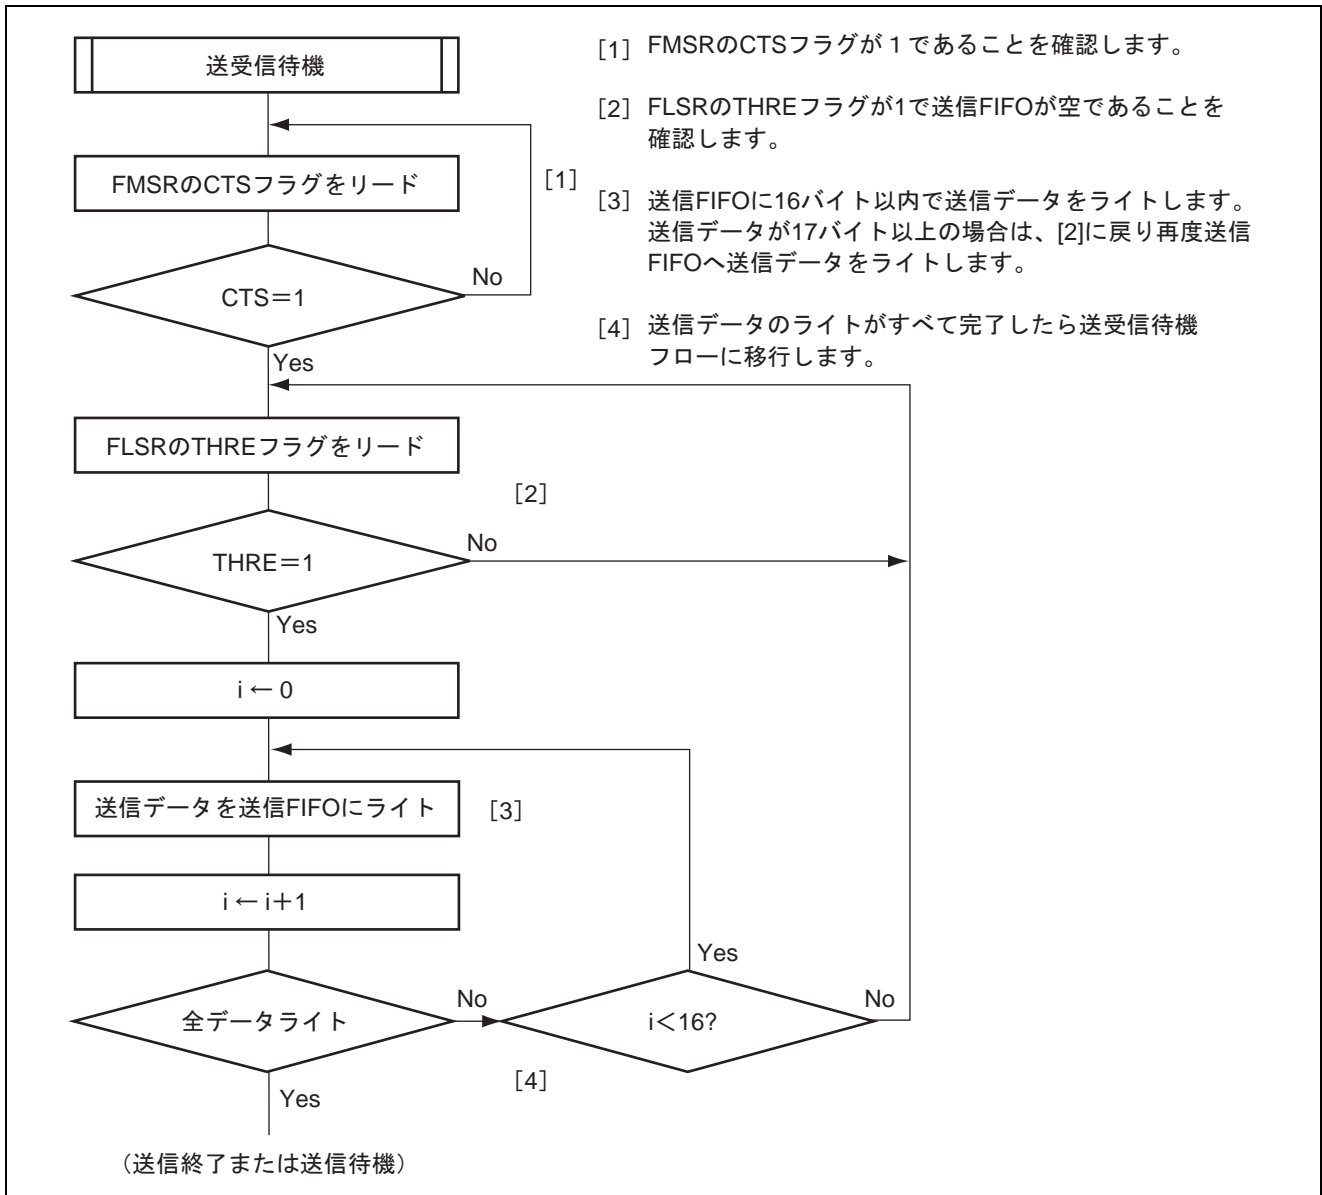 送受信待機
FMSRのCTSフラグをリード
[1]
CTS＝1
No
Yes
FLSRのTHREフラグをリード
[2]
THRE＝1
No
Yes
i ← 0
送信データを送信FIFOにライト
[3]
i ← i＋1
Yes
全データライト
No
i＜16?
No
[4]
Yes
（送信終了または送信待機）
[1] FMSRのCTSフラグが１であることを確認します。
[2] FLSRのTHREフラグが1で送信FIFOが空であることを
確認します。
[3] 送信FIFOに16バイト以内で送信データをライトします。
送信データが17バイト以上の場合は、[2]に戻り再度送信
FIFOへ送信データをライトします。
[4] 送信データのライトがすべて完了したら送受信待機
フローに移行します。